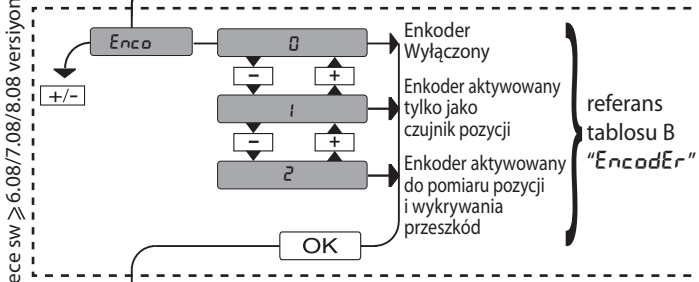 ece sw ⩾ 6.08/7.08/8.08 versiyon
Enco
+/-
0
-
+
1
-
+
2
OK
Enkoder
Wyłączony
Enkoder aktywowany
tylko jako
czujnik pozycji
Enkoder aktywowany
do pomiaru pozycji
i wykrywania
przeszkód
referans
tablosu B
“EncodEr”